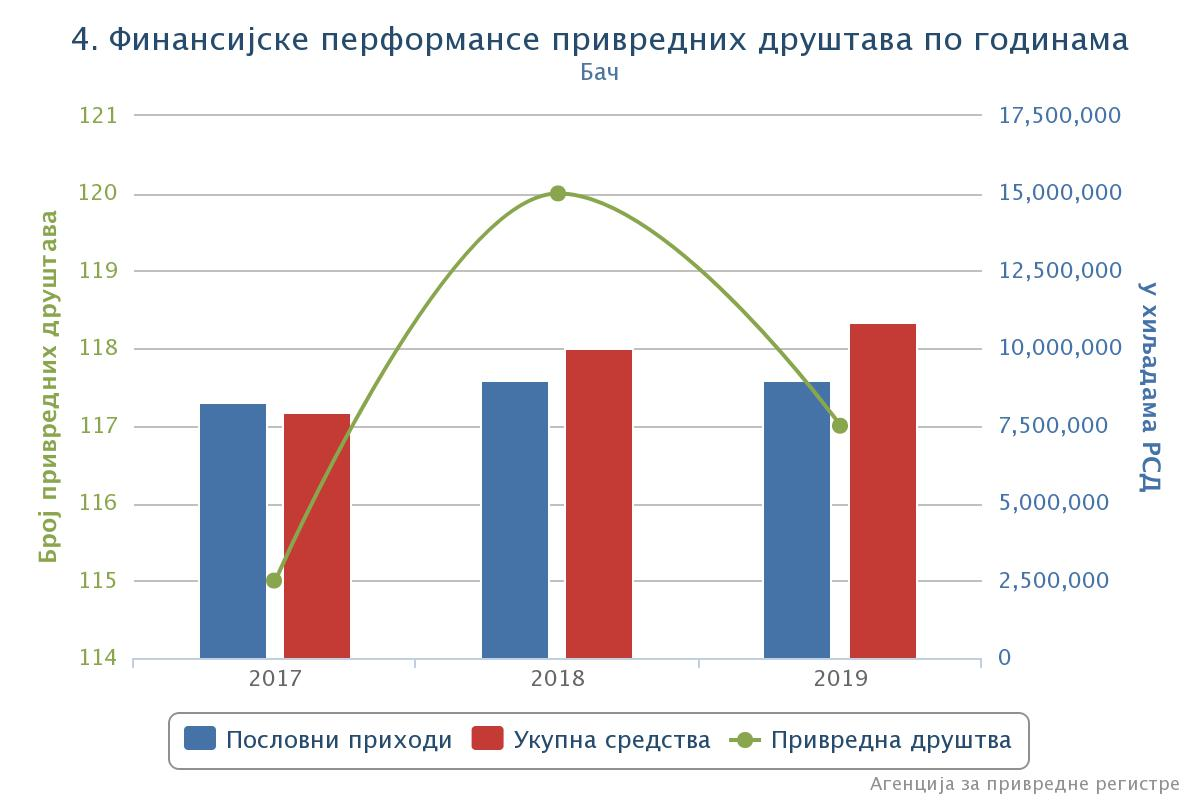 4. Финансијске перформансе привредних друштава по годинама
Бач
121
120
119
118
117
116
115
114
Број привредних друштава
17,500,000
15,000,000
12,500,000
10,000,000
7,500,000
5,000,000
2,500,000
0
у хиљадама РСД
2017
2018
2019
Пословни приходи
Укупна средства
Привредна друштва
Агенција за привредне регистре